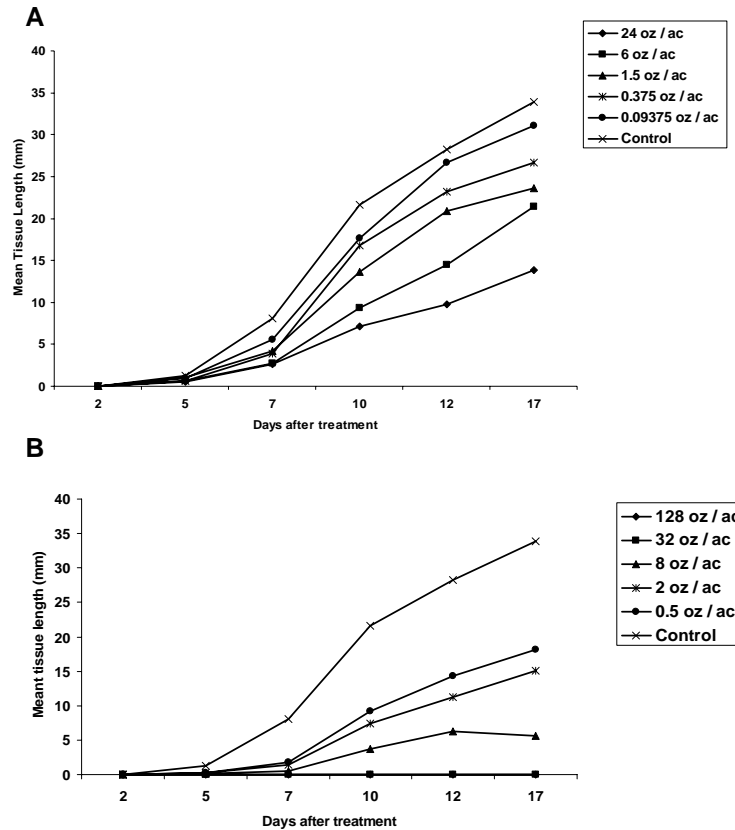 A
40
35
30
25
20
15
10
5
0
Mean Tissue Length (mm)
2 5 7 10 12 17
Days after treatment
24 oz / ac
6 oz / ac
1.5 oz / ac
0.375 oz / ac
0.09375 oz / ac
Control
B
40
35
30
25
20
15
10
5
0
Meant tissue length (mm)
2 5 7 10 12 17
Days after treatment
128 oz / ac
32 oz / ac
8 oz / ac
2 oz / ac
0.5 oz / ac
Control